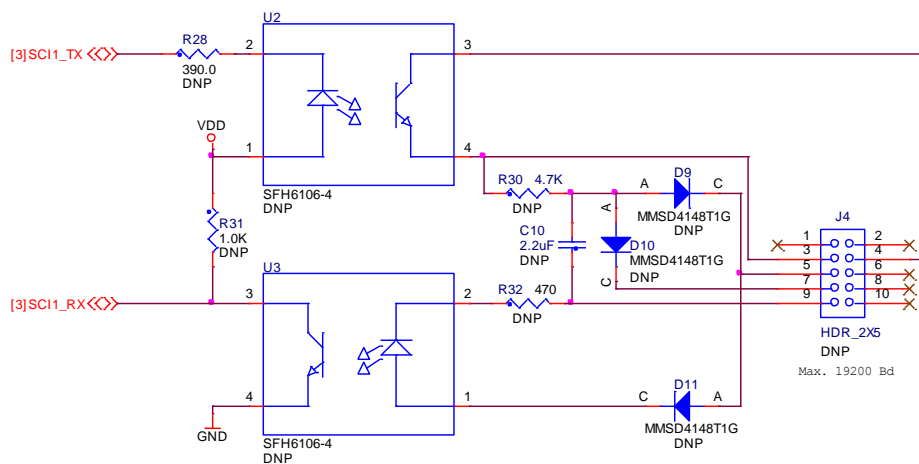 U2
[3]SCI1_TX
R28
390.0
DNP
2
3
VDD
1
4
SFH6106-4
DNP
R31
1.0K
DNP
R30 4.7K
DNP
A
D9
C
MMSD4148T1G
DNP
C10
2.2uF
DNP
A
D10
MMSD4148T1G
DNP
C
J4
1
2
3
4
5
6
7
8
9
10
HDR_2X5
DNP
Max. 19200 Bd
U3
[3]SCI1_RX
3
2
R32 470
DNP
4
1
GND
SFH6106-4
DNP
C
D11
A
MMSD4148T1G
DNP